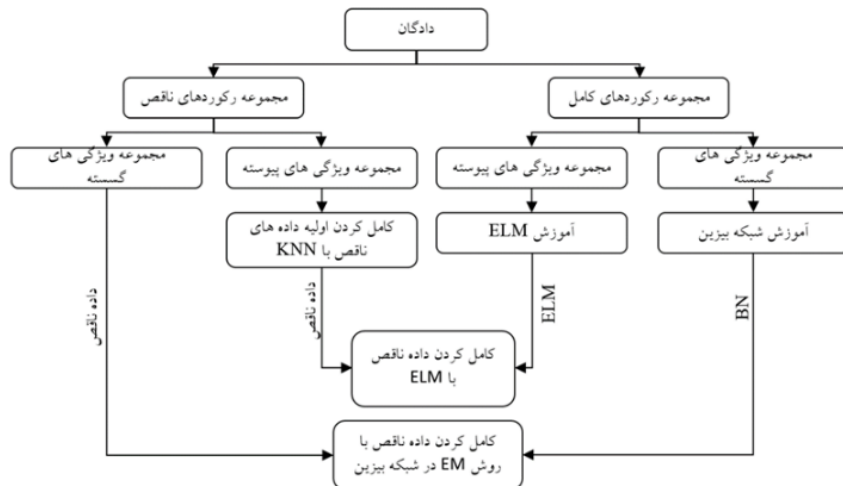 دادگان
مجموعه رکوردهای کامل
مجموعه رکوردهای ناقص
مجموعه ویژگی های
گسسته
مجموعه ویژگی های پیوسته
مجموعه ویژگی های پیوسته
مجموعه ویژگی های
گسسته
آموزش شبکه بیزین
آموزش ELM
کامل کردن اولیه داده های
ناقص با KNN
BN
ELM
داده ناقص
داده ناقص
کامل کردن داده ناقص
با ELM
کامل کردن داده ناقص با
روش EM در شبکه بیزین